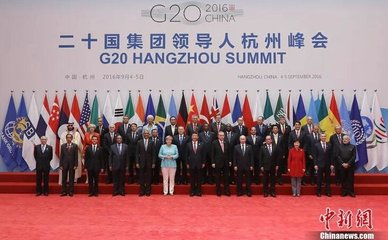 G20 2016 CHINA
二十国集团领导人杭州峰会
G20 HANGZHOU SUMMIT
中国·杭州 2016年9月4-5日
HANGZHOU, CHINA 4-5 SEPTEMBER 2016
中新网
Chinanews.com